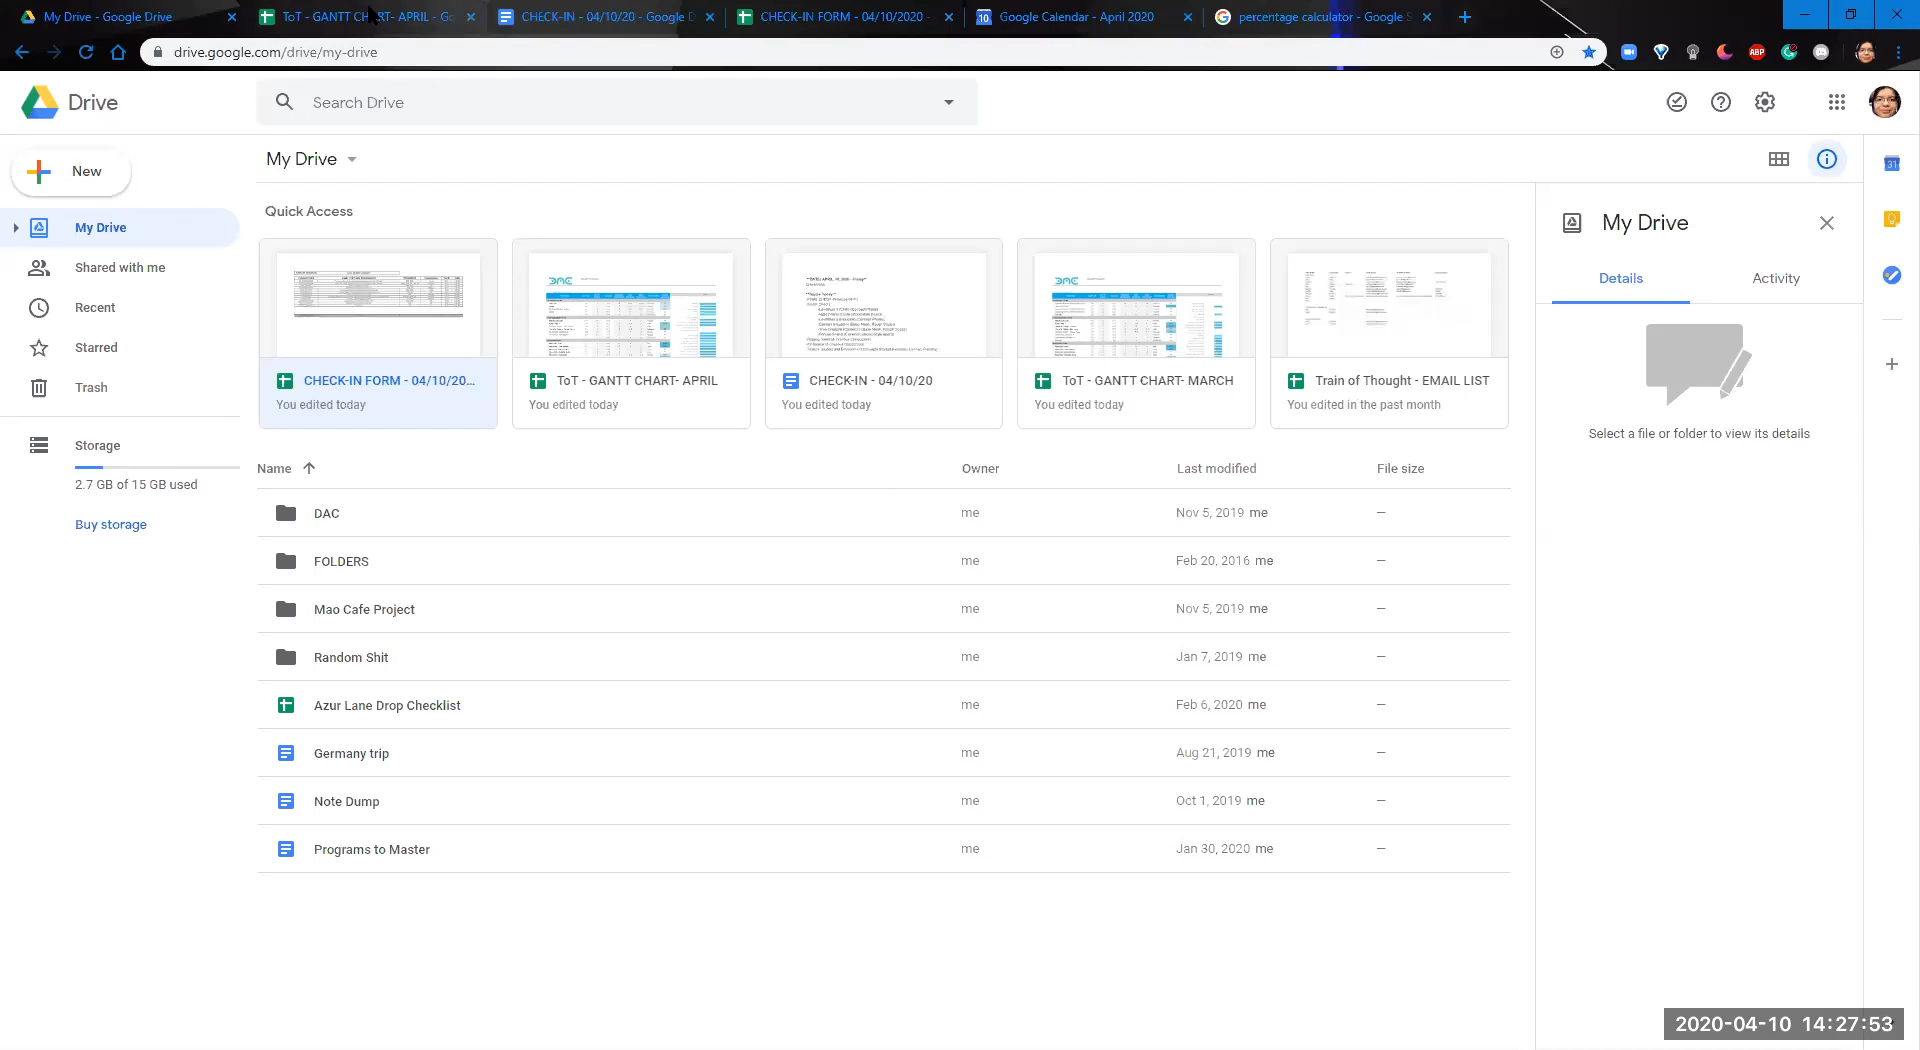 My Drive - Google Drive
ToT - GANTT CHART- APRIL - Go
CHECK-IN - 04/10/20 - Google D
CHECK-IN FORM - 04/10/2020 -
Google Calendar - April 2020
percentage calculator - Google S
drive.google.com/drive/my-drive
ABP
Drive
Search Drive
New
My Drive
Shared with me
Recent
Starred
Trash
Storage
2.7 GB of 15 GB used
Buy storage
My Drive
Quick Access
CHECK-IN FORM - 04/10/20...
You edited today
ToT - GANTT CHART- APRIL
You edited today
CHECK-IN - 04/10/20
You edited today
ToT - GANTT CHART- MARCH
You edited today
Train of Thought - EMAIL LIST
You edited in the past month
Name Owner Last modified File size
DAC me Nov 5, 2019 me —
FOLDERS me Feb 20, 2016 me —
Mao Cafe Project me Nov 5, 2019 me —
Random Shit me Jan 7, 2019 me —
Azur Lane Drop Checklist me Feb 6, 2020 me —
Germany trip me Aug 21, 2019 me —
Note Dump me Oct 1, 2019 me —
Programs to Master me Jan 30, 2020 me —
My Drive
Details Activity
Select a file or folder to view its details
31
2020-04-10 14:27:53